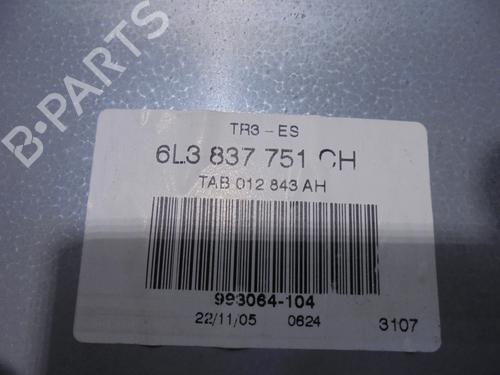 B-PARTS
TR3-ES
6L3 837 751 CH
TAB 012 843 AH
993064-104
22/11/05 0624 3107